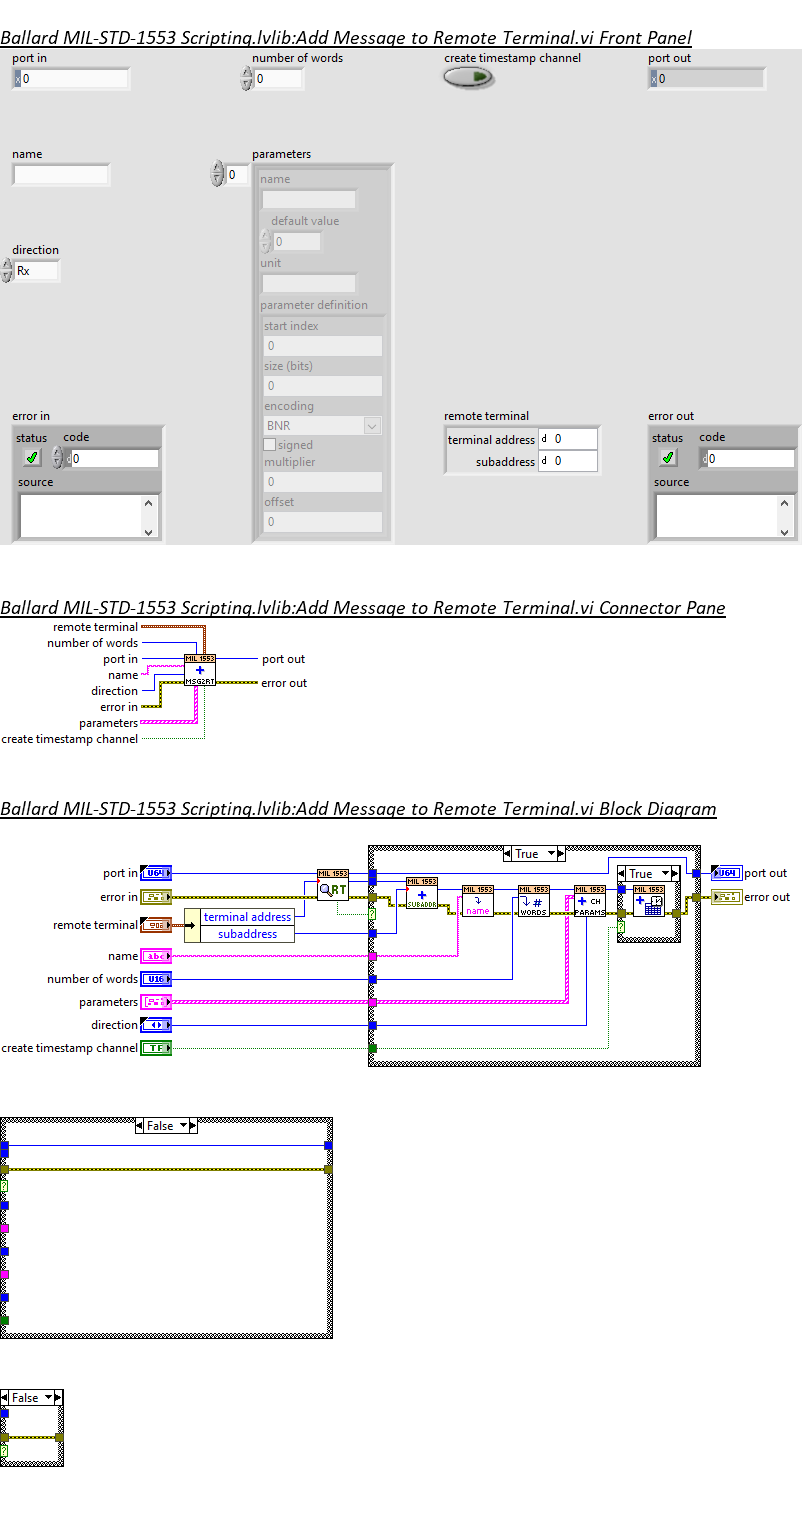 Ballard MIL-STD-1553 Scripting.lvlib:Add Message to Remote Terminal.vi Front Panel
port in
number of words
create timestamp channel
port out
x 0
0
x 0
name
parameters
0
name
default value
0
direction
Rx
unit
parameter definition
start index
0
size (bits)
0
encoding
BNR
signed
multiplier
0
offset
0
error in
status
code
d 0
source
remote terminal
terminal address
d 0
subaddress
d 0
error out
status
code
d 0
source
Ballard MIL-STD-1553 Scripting.lvlib:Add Message to Remote Terminal.vi Connector Pane
remote terminal
number of words
port in
name
direction
error in
parameters
create timestamp channel
MIL 1553
+
MSG2RT
port out
error out
Ballard MIL-STD-1553 Scripting.lvlib:Add Message to Remote Terminal.vi Block Diagram
port in
U64
error in
remote terminal
terminal address
subaddress
name
abc
number of words
U16
parameters
direction
create timestamp channel
TF
MIL 1553
RT
?
True
MIL 1553
+
SUBADDR
MIL 1553
name
MIL 1553
#
WORDS
MIL 1553
+ CH
PARAMS
True
MIL 1553
+
?
U64
port out
error out
False
?
False
?